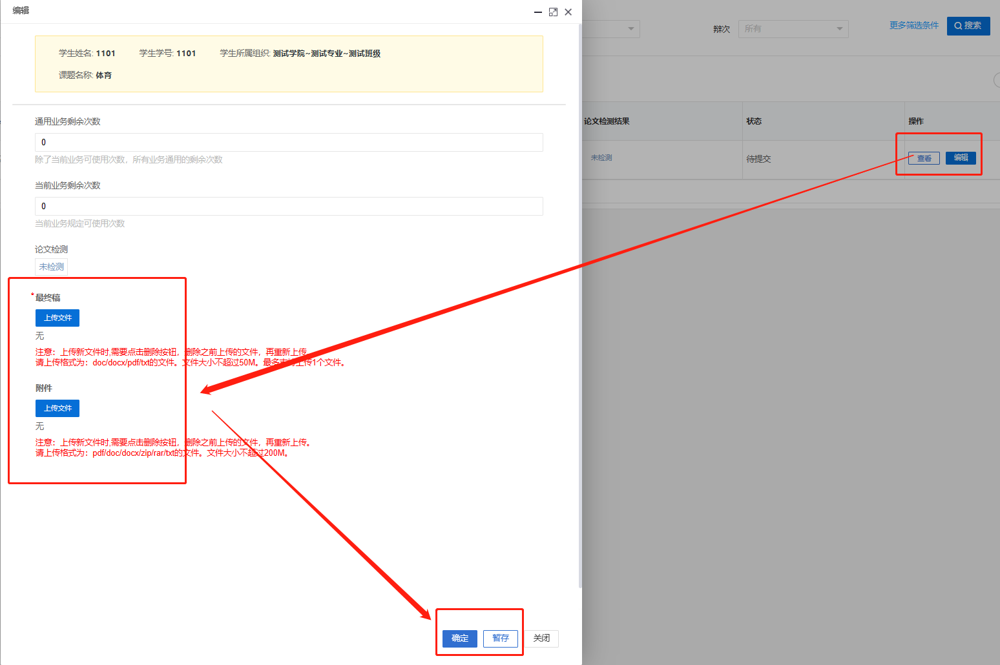 编辑
学生姓名: 1101 学生学号: 1101 学生所属组织: 测试学院~测试专业~测试班级
课题名称: 体育
通用业务剩余次数
0
除了当前业务可使用次数，所有业务通用的剩余次数
当前业务剩余次数
0
当前业务规定可使用次数
论文检测
未检测
*最终稿
上传文件
无
注意：上传新文件时,需要点击删除按钮，删除之前上传的文件，再重新上传。
请上传格式为：doc/docx/pdf/txt的文件。文件大小不超过50M。最多支持上传1个文件。
附件
上传文件
无
注意：上传新文件时,需要点击删除按钮，删除之前上传的文件，再重新上传。
请上传格式为：pdf/doc/docx/zip/rar/txt的文件。文件大小不超过200M。
确定 暂存 关闭
辩次 所有 更多筛选条件 搜索
论文检测结果 状态 操作
未检测 待提交 查看 编辑